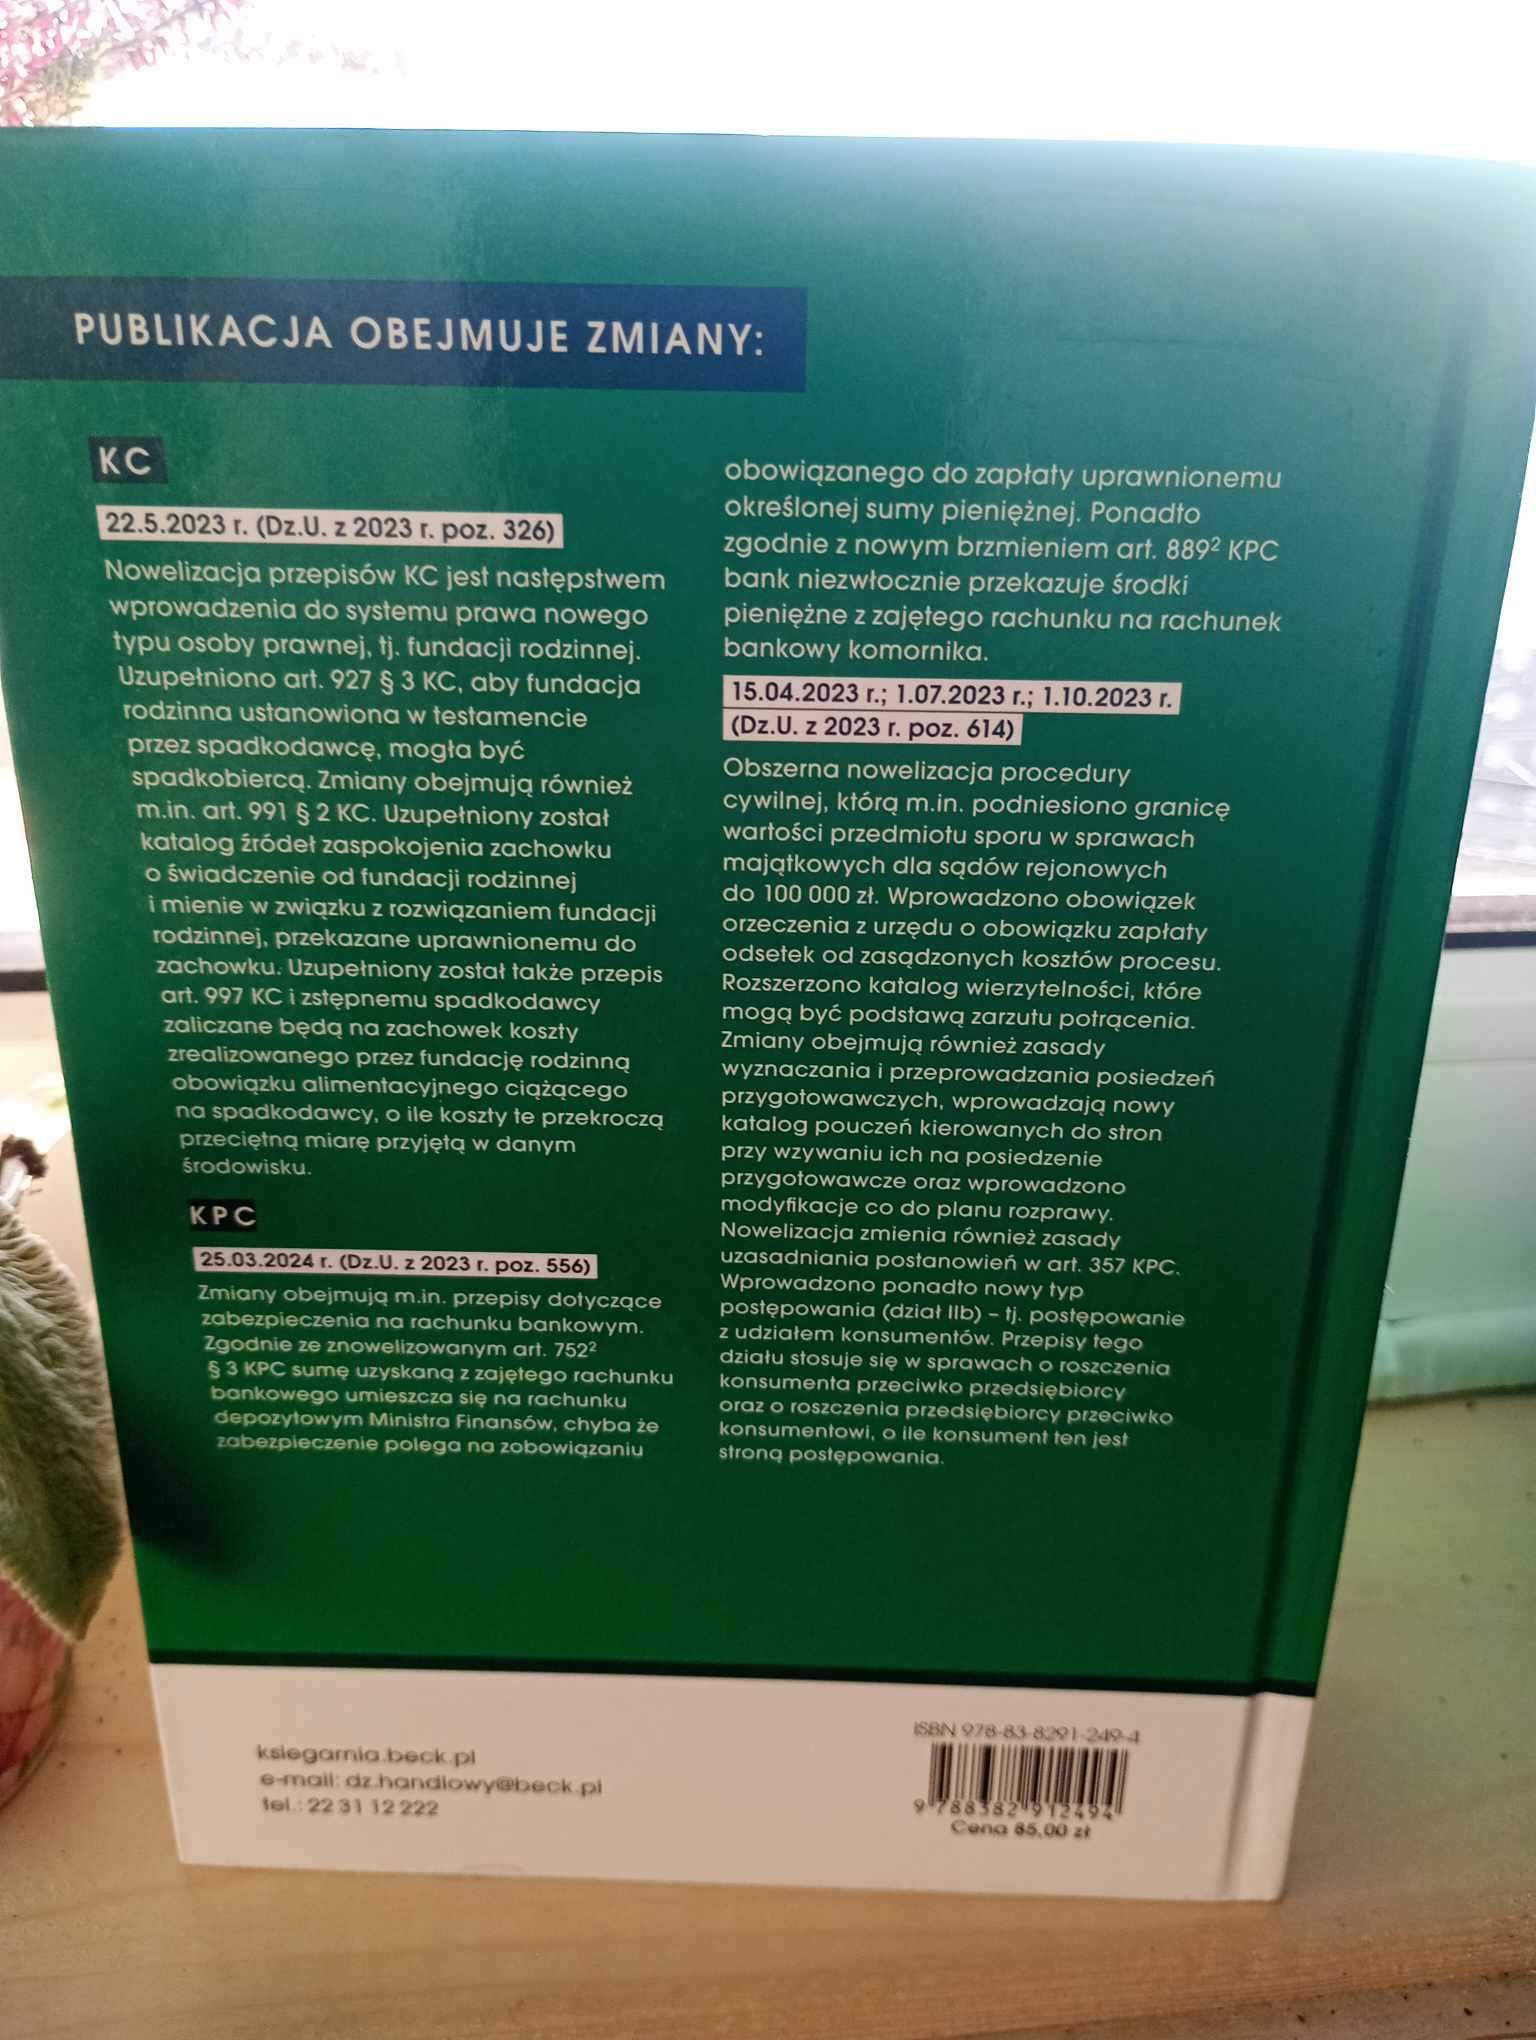 PUBLIKACJA OBEJMUJE ZMIANY:
KC
22.5.2023 r. (Dz.U. z 2023 r. poz. 326)
Nowelizacja przepisów KC jest następstwem
wprowadzenia do systemu prawa nowego
typu osoby prawnej, tj. fundacji rodzinnej.
Uzupełniono art. 927 § 3 KC, aby fundacja
rodzinna ustanowiona w testamencie
przez spadkodawcę, mogła być
spadkobiercą. Zmiany obejmują również
m.in. art. 991 § 2 KC. Uzupełniony został
katalog źródeł zaspokojenia zachowku
o świadczenie od fundacji rodzinnej
i mienie w związku z rozwiązaniem fundacji
rodzinnej, przekazane uprawnionemu do
zachowku. Uzupełniony został także przepis
art. 997 KC i zstępnemu spadkodawcy
zaliczane będą na zachowek koszty
zrealizowanego przez fundację rodzinną
obowiązku alimentacyjnego ciążącego
na spadkodawcy, o ile koszty te przekroczą
przeciętną miarę przyjętą w danym
środowisku.
KPC
25.03.2024 r. (Dz.U. z 2023 r. poz. 556)
Zmiany obejmują m.in. przepisy dotyczące
zabezpieczenia na rachunku bankowym.
Zgodnie ze znowelizowanym art. 752²
§ 3 KPC sumę uzyskaną z zajętego rachunku
bankowego umieszcza się na rachunku
depozytowym Ministra Finansów, chyba że
zabezpieczenie polega na zobowiązaniu
obowiązanego do zapłaty uprawnionemu
określonej sumy pieniężnej. Ponadto
zgodnie z nowym brzmieniem art. 889² KPC
bank niezwłocznie przekazuje środki
pieniężne z zajętego rachunku na rachunek
bankowy komornika.
15.04.2023 r.; 1.07.2023 r.; 1.10.2023 r.
(Dz.U. z 2023 r. poz. 614)
Obszerna nowelizacja procedury
cywilnej, którą m.in. podniesiono granicę
wartości przedmiotu sporu w sprawach
majątkowych dla sądów rejonowych
do 100 000 zł. Wprowadzono obowiązek
orzeczenia z urzędu o obowiązku zapłaty
odsetek od zasądzonych kosztów procesu.
Rozszerzono katalog wierzytelności, które
mogą być podstawą zarzutu potrącenia.
Zmiany obejmują również zasady
wyznaczania i przeprowadzania posiedzeń
przygotowawczych, wprowadzają nowy
katalog pouczeń kierowanych do stron
przy wzywaniu ich na posiedzenie
przygotowawcze oraz wprowadzono
modyfikacje co do planu rozprawy.
Nowelizacja zmienia również zasady
uzasadniania postanowień w art. 357 KPC.
Wprowadzono ponadto nowy typ
postępowania (dział IIb) – tj. postępowanie
z udziałem konsumentów. Przepisy tego
działu stosuje się w sprawach o roszczenia
konsumenta przeciwko przedsiębiorcy
oraz o roszczenia przedsiębiorcy przeciwko
konsumentowi, o ile konsument ten jest
stroną postępowania.
ksiegarnia.beck.pl
e-mail: dz.handlowy@beck.pl
tel.: 22 31 12 222
ISBN 978-83-8291-249-4
9 788382 912494
Cena 85,00 zł